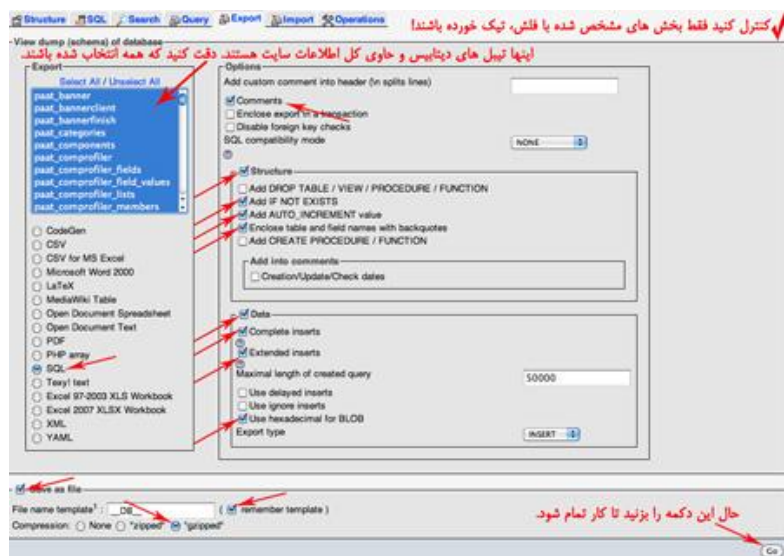 Structure SQL Search Query Export Import Operations
کنترل کنید فقط بخش های مشخص شده با فلش، تیک خورده باشند!
View dump (schema) of database
اینها تیبل های دیتابیس و حاوی کل اطلاعات سایت هستند. دقت کنید که همه انتخاب شده باشند.
Export
Select All / Unselect All
paat_banner
paat_bannerclient
paat_bannerfinish
paat_categories
paat_components
paat_comprofiler
paat_comprofiler_fields
paat_comprofiler_field_values
paat_comprofiler_lists
paat_comprofiler_members
CodeGen
CSV
CSV for MS Excel
Microsoft Word 2000
LaTeX
MediaWiki Table
Open Document Spreadsheet
Open Document Text
PDF
PHP array
SQL
Texy! text
Excel 97-2003 XLS Workbook
Excel 2007 XLSX Workbook
XML
YAML
Options
Add custom comment into header (\n splits lines)
Comments
Enclose export in a transaction
Disable foreign key checks
SQL compatibility mode NONE
Structure
Add DROP TABLE / VIEW / PROCEDURE / FUNCTION
Add IF NOT EXISTS
Add AUTO_INCREMENT value
Enclose table and field names with backquotes
Add CREATE PROCEDURE / FUNCTION
Add into comments
Creation/Update/Check dates
Data
Complete inserts
Extended inserts
Maximal length of created query 50000
Use delayed inserts
Use ignore inserts
Use hexadecimal for BLOB
Export type INSERT
Save as file
File name template¹ : __DB__ ( remember template )
Compression: None "zipped" "gzipped"
حال این دکمه را بزنید تا کار تمام شود.
Go